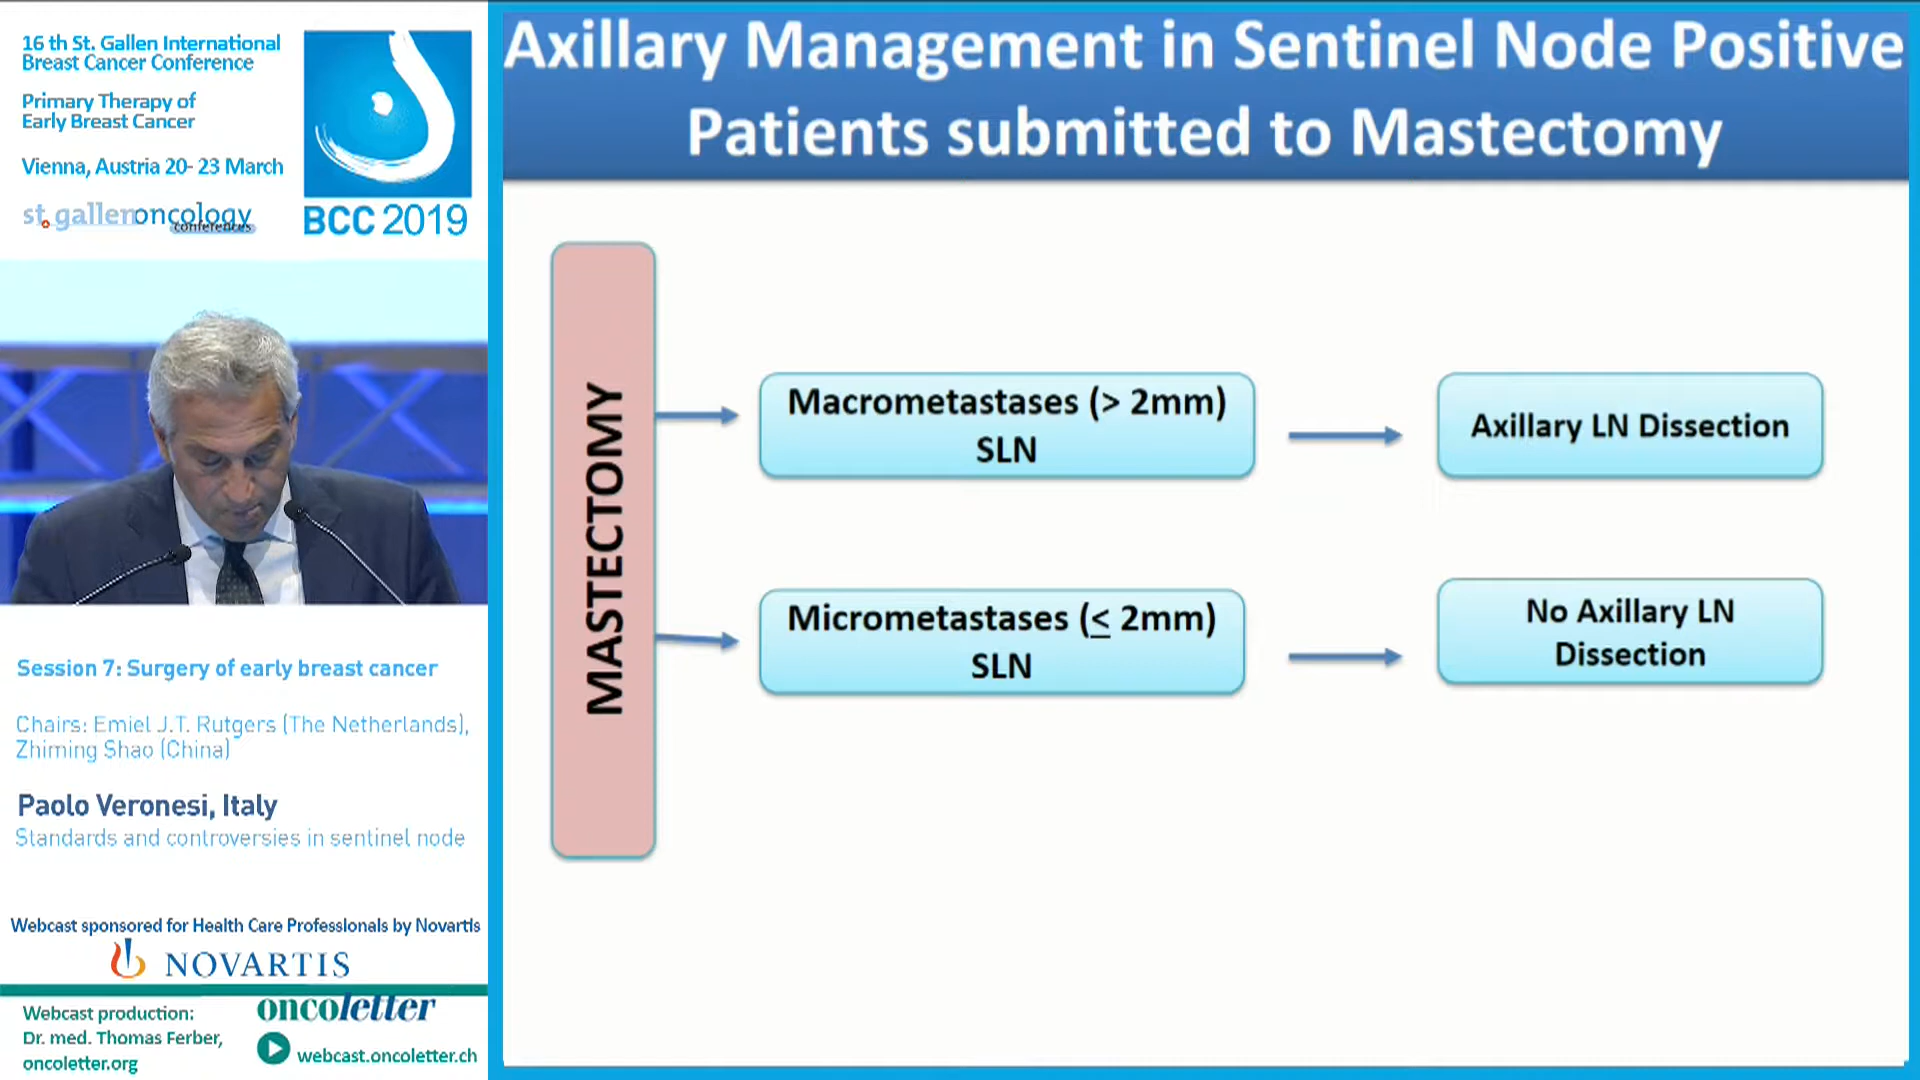 16 th St. Gallen International
Breast Cancer Conference
Primary Therapy of
Early Breast Cancer
Vienna, Austria 20- 23 March
st.gallenoncology
conferences
BCC 2019
Session 7: Surgery of early breast cancer
Chairs: Emiel J.T. Rutgers (The Netherlands),
Zhiming Shao (China)
Paolo Veronesi, Italy
Standards and controversies in sentinel node
Webcast sponsored for Health Care Professionals by Novartis
NOVARTIS
Webcast production:
Dr. med. Thomas Ferber,
oncoletter.org
oncoletter
webcast.oncoletter.ch
Axillary Management in Sentinel Node Positive
Patients submitted to Mastectomy
MASTECTOMY
Macrometastases (> 2mm)
SLN
Axillary LN Dissection
Micrometastases (≤ 2mm)
SLN
No Axillary LN
Dissection